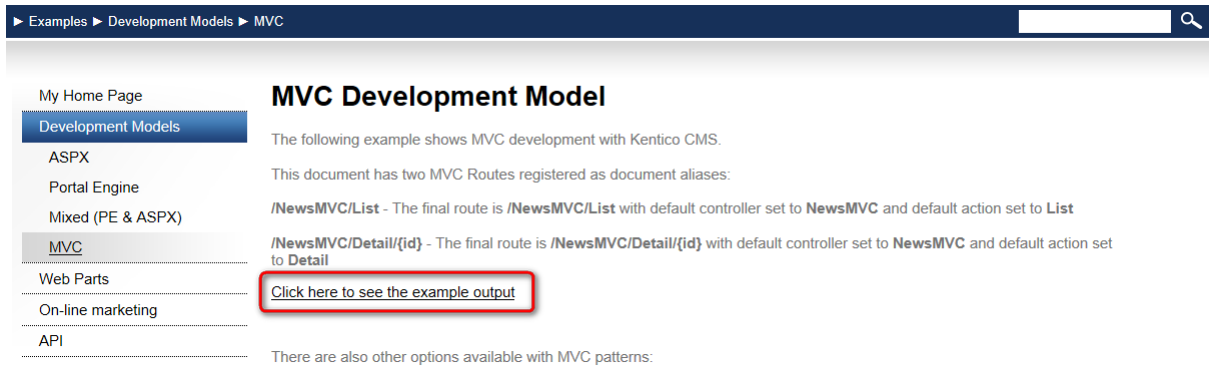 ► Examples ► Development Models ► MVC
My Home Page
Development Models
ASPX
Portal Engine
Mixed (PE & ASPX)
MVC
Web Parts
On-line marketing
API
MVC Development Model
The following example shows MVC development with Kentico CMS.
This document has two MVC Routes registered as document aliases:
/NewsMVC/List - The final route is /NewsMVC/List with default controller set to NewsMVC and default action set to List
/NewsMVC/Detail/{id} - The final route is /NewsMVC/Detail/{id} with default controller set to NewsMVC and default action set
to Detail
Click here to see the example output
There are also other options available with MVC patterns: